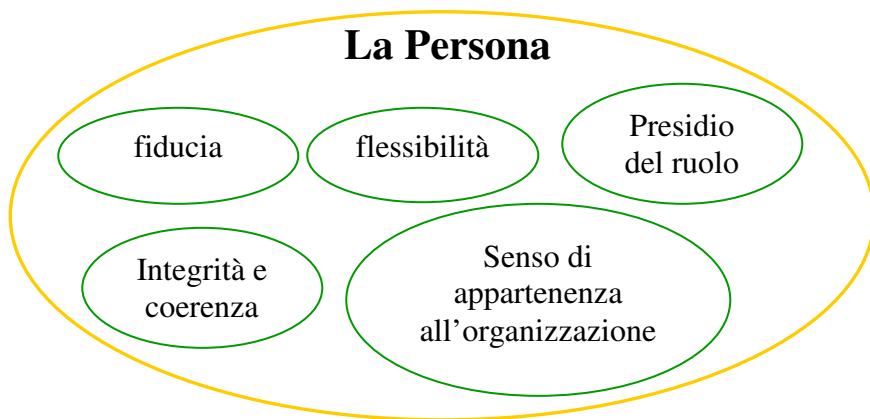 La Persona
fiducia
flessibilità
Presidio
del ruolo
Integrità e
coerenza
Senso di
appartenenza
all’organizzazione